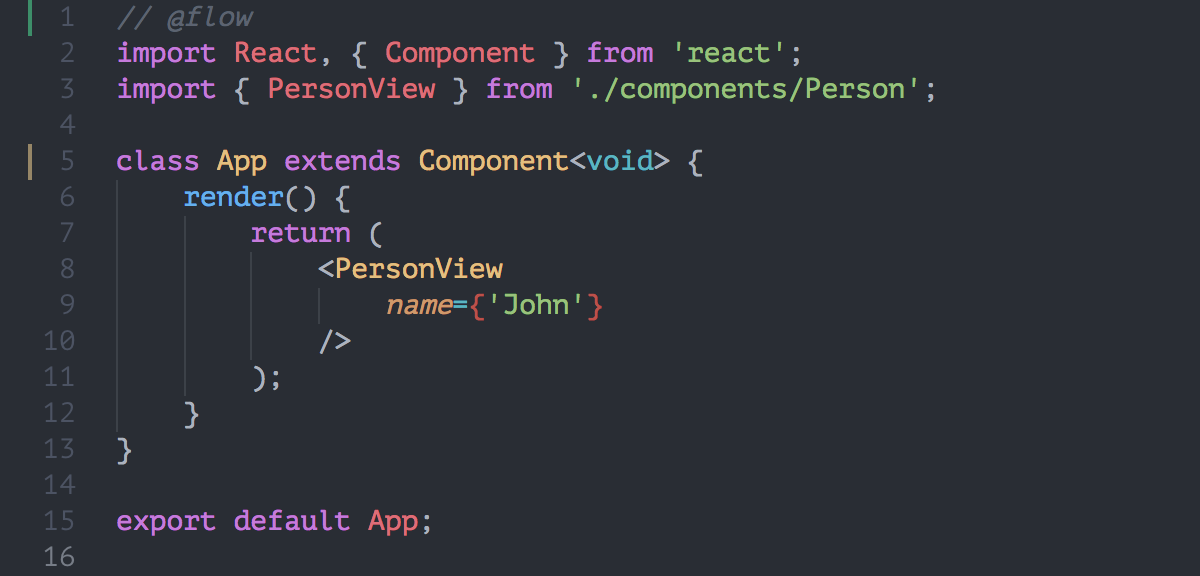 1 // @flow
2 import React, { Component } from 'react';
3 import { PersonView } from './components/Person';
4
5 class App extends Component<void> {
6     render() {
7         return (
8             <PersonView
9                 name={'John'}
10             />
11         );
12     }
13 }
14
15 export default App;
16